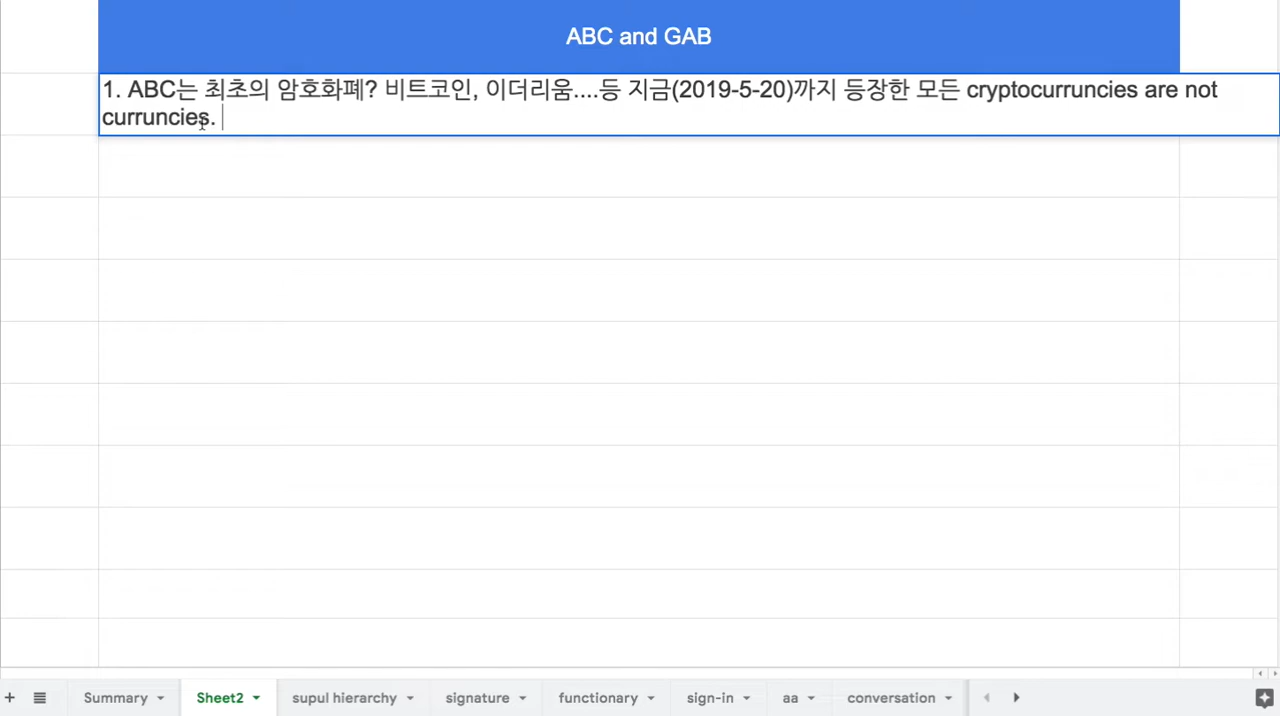 ABC and GAB
1. ABC는 최초의 암호화폐? 비트코인, 이더리움....등 지금(2019-5-20)까지 등장한 모든 cryptocurruncies are not
curruncies.
Summary Sheet2 supul hierarchy signature functionary sign-in aa conversation